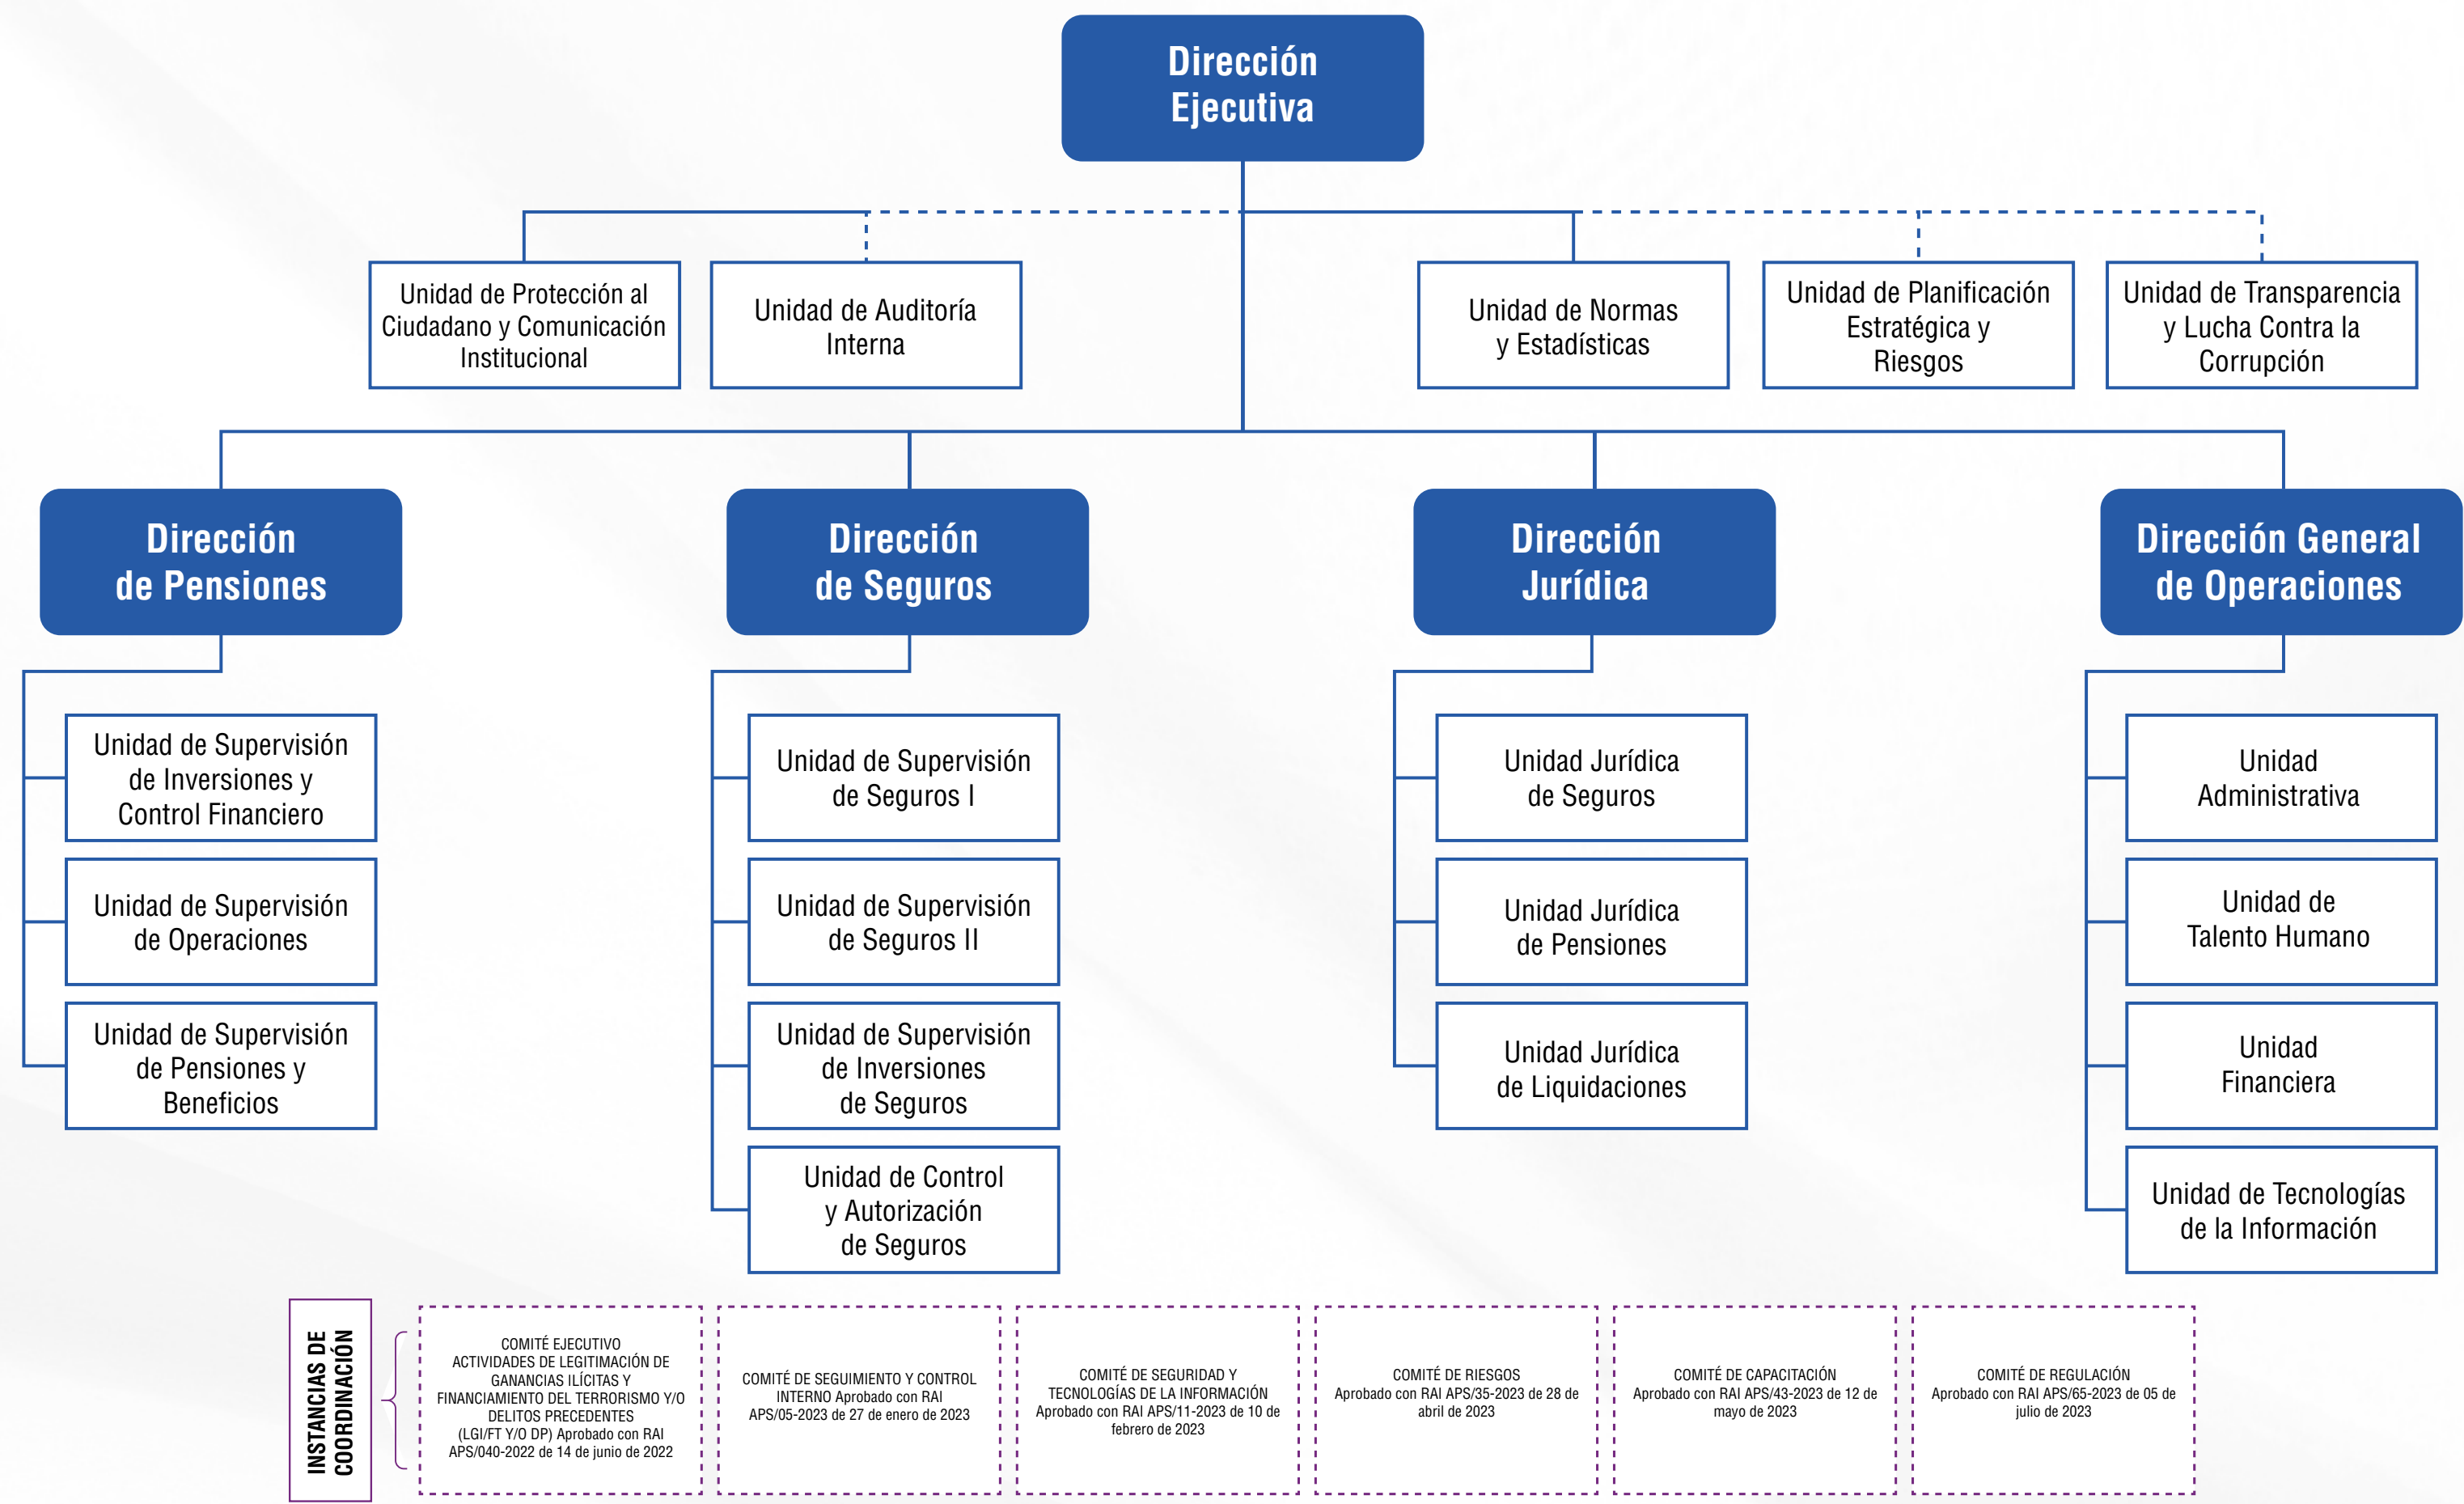 Dirección
Ejecutiva
Unidad de Protección al
Ciudadano y Comunicación
Institucional
Unidad de Auditoría
Interna
Unidad de Normas
y Estadísticas
Unidad de Planificación
Estratégica y
Riesgos
Unidad de Transparencia
y Lucha Contra la
Corrupción
Dirección
de Pensiones
Dirección
de Seguros
Dirección
Jurídica
Dirección General
de Operaciones
Unidad de Supervisión
de Inversiones y
Control Financiero
Unidad de Supervisión
de Operaciones
Unidad de Supervisión
de Pensiones y
Beneficios
Unidad de Supervisión
de Seguros I
Unidad de Supervisión
de Seguros II
Unidad de Supervisión
de Inversiones
de Seguros
Unidad de Control
y Autorización
de Seguros
Unidad Jurídica
de Seguros
Unidad Jurídica
de Pensiones
Unidad Jurídica
de Liquidaciones
Unidad
Administrativa
Unidad de
Talento Humano
Unidad
Financiera
Unidad de Tecnologías
de la Información
INSTANCIAS DE
COORDINACIÓN
COMITÉ EJECUTIVO
ACTIVIDADES DE LEGITIMACIÓN DE
GANANCIAS ILÍCITAS Y
FINANCIAMIENTO DEL TERRORISMO Y/O
DELITOS PRECEDENTES
(LGI/FT Y/O DP) Aprobado con RAI
APS/040-2022 de 14 de junio de 2022
COMITÉ DE SEGUIMIENTO Y CONTROL
INTERNO Aprobado con RAI
APS/05-2023 de 27 de enero de 2023
COMITÉ DE SEGURIDAD Y
TECNOLOGÍAS DE LA INFORMACIÓN
Aprobado con RAI APS/11-2023 de 10 de
febrero de 2023
COMITÉ DE RIESGOS
Aprobado con RAI APS/35-2023 de 28 de
abril de 2023
COMITÉ DE CAPACITACIÓN
Aprobado con RAI APS/43-2023 de 12 de
mayo de 2023
COMITÉ DE REGULACIÓN
Aprobado con RAI APS/65-2023 de 05 de
julio de 2023